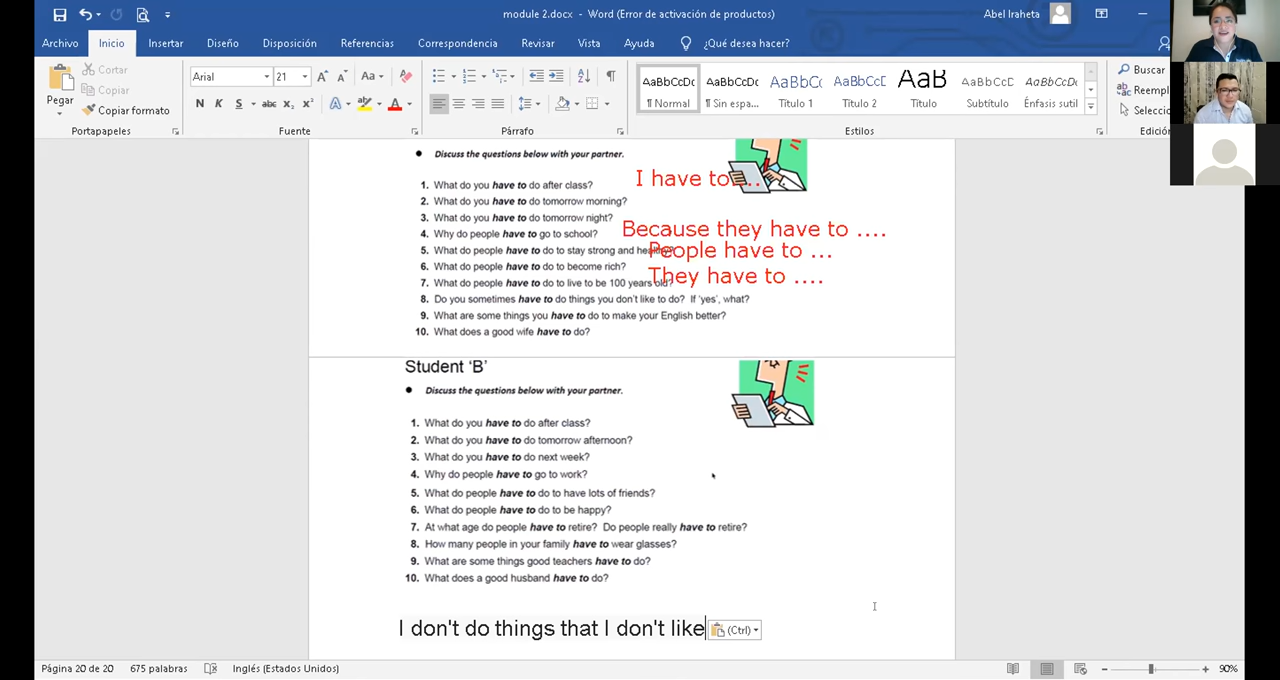 module 2.docx - Word (Error de activación de productos)
Abel Iraheta
Archivo Inicio Insertar Diseño Disposición Referencias Correspondencia Revisar Vista Ayuda ¿Qué desea hacer?
Pegar
Cortar
Copiar
Copiar formato
Portapapeles
Arial 21
Fuente
Párrafo
AaBbCcDc AaBbCcDc AaBbCc AaBbCcC AaB AaBbCcC AaBbCcDc
¶ Normal ¶ Sin espa... Título 1 Título 2 Título Subtítulo Énfasis sutil
Estilos
Buscar
Reempl
Selecció
Edición
Discuss the questions below with your partner.
1. What do you have to do after class?
2. What do you have to do tomorrow morning?
3. What do you have to do tomorrow night?
4. Why do people have to go to school?
5. What do people have to do to stay strong and healthy?
6. What do people have to do to become rich?
7. What do people have to do to live to be 100 years old?
8. Do you sometimes have to do things you don't like to do? If 'yes', what?
9. What are some things you have to do to make your English better?
10. What does a good wife have to do?
I have to ...
Because they have to ....
People have to ...
They have to ....
Student 'B'
Discuss the questions below with your partner.
1. What do you have to do after class?
2. What do you have to do tomorrow afternoon?
3. What do you have to do next week?
4. Why do people have to go to work?
5. What do people have to do to have lots of friends?
6. What do people have to do to be happy?
7. At what age do people have to retire? Do people really have to retire?
8. How many people in your family have to wear glasses?
9. What are some things good teachers have to do?
10. What does a good husband have to do?
I don't do things that I don't like
(Ctrl)
Página 20 de 20 675 palabras Inglés (Estados Unidos) 90%